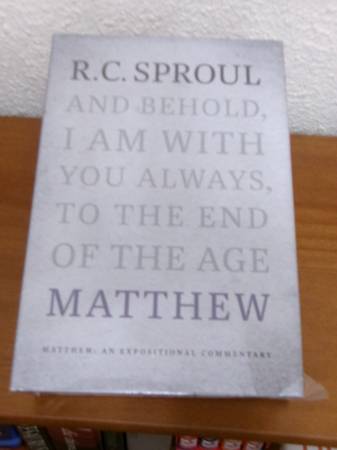 R.C. SPROUL
AND BEHOLD,
I AM WITH
YOU ALWAYS,
TO THE END
OF THE AGE
MATTHEW
MATTHEW: AN EXPOSITIONAL COMMENTARY